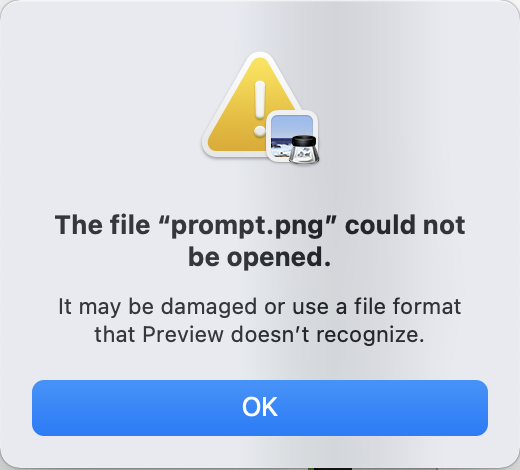 The file “prompt.png” could not
be opened.
It may be damaged or use a file format
that Preview doesn’t recognize.
OK